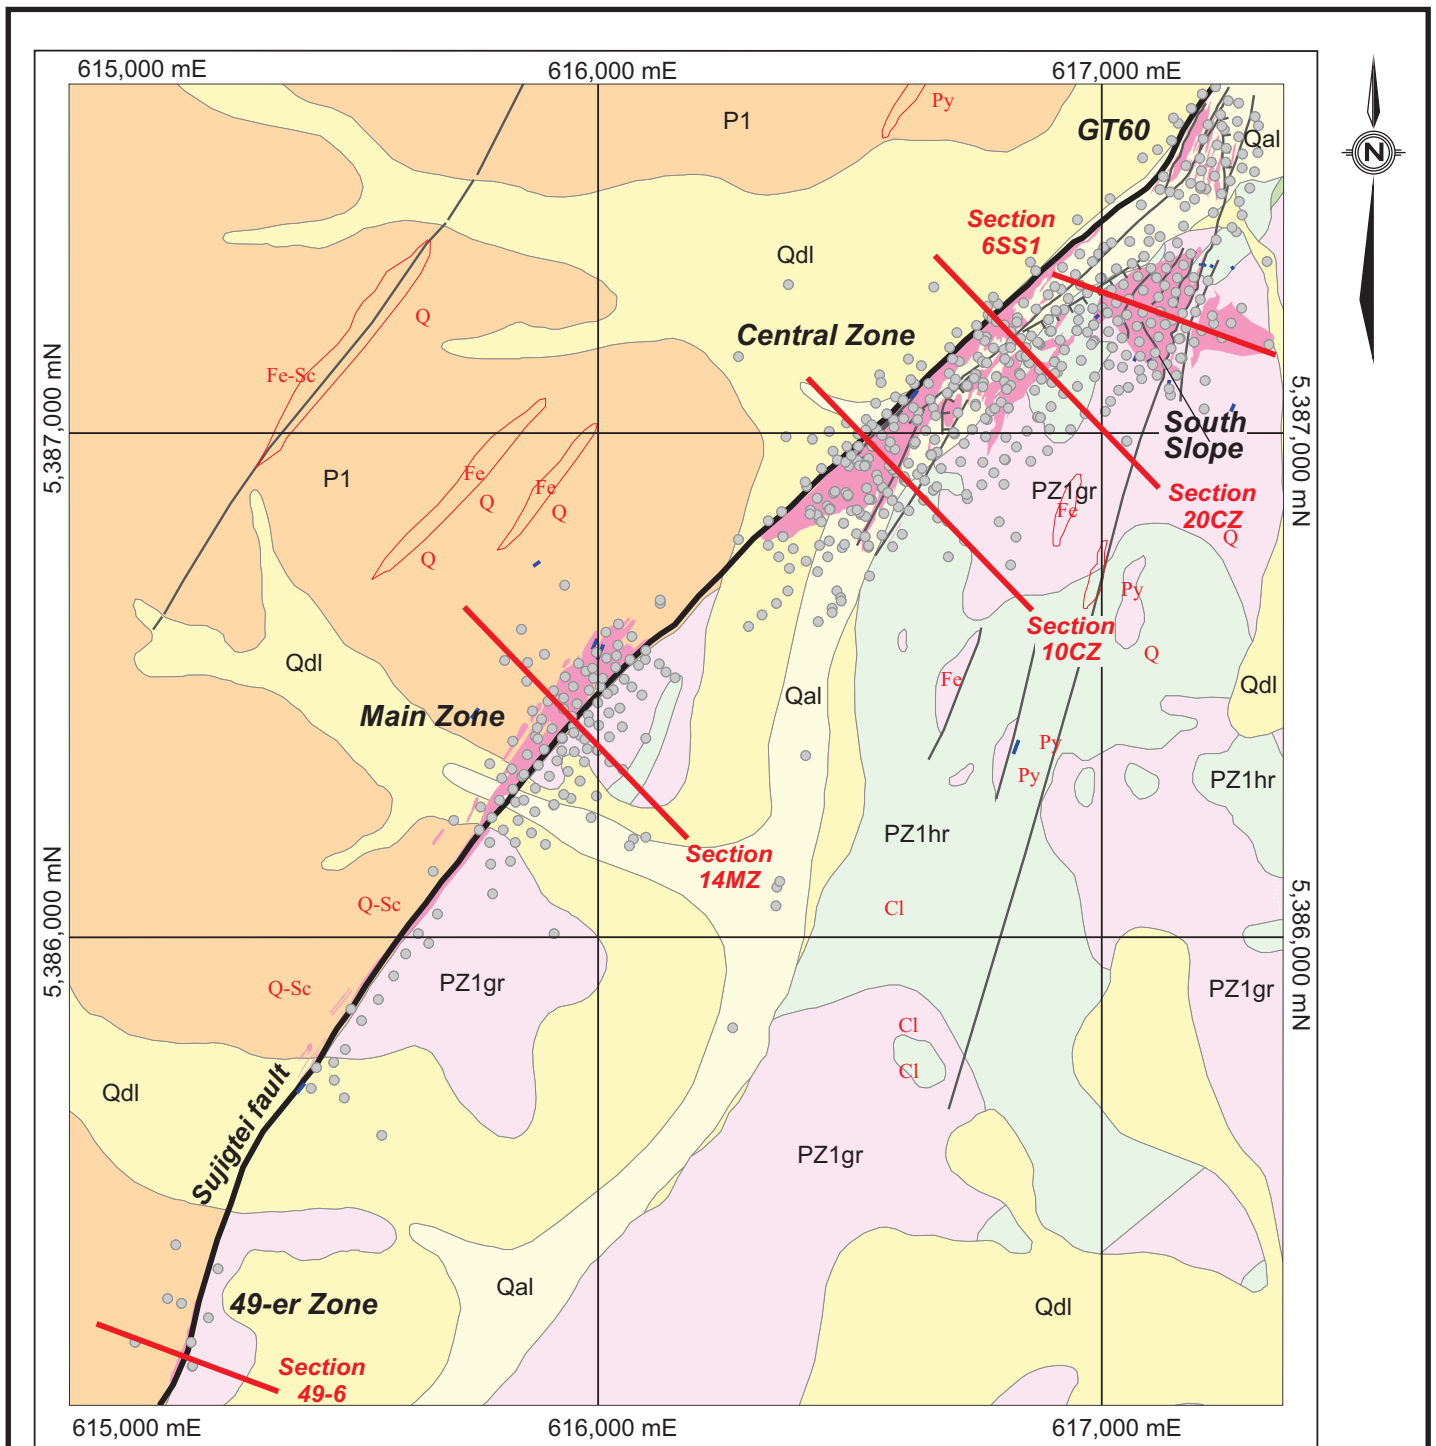 615,000 mE
616,000 mE
617,000 mE
Py
P1
GT60
Qal
N
Section
6SS1
Qdl
Q
Central Zone
Fe-Sc
5,387,000 mN
5,387,000 mN
South
Slope
P1
Fe
Q
Fe
Q
Q
PZ1gr
Fe
Section
20CZ
Q
Py
Section
10CZ
Q
Qdl
Fe
Qdl
Qal
Main Zone
Py
Py
PZ1hr
PZ1hr
Section
14MZ
Q-Sc
Cl
5,386,000 mN
5,386,000 mN
Q-Sc
PZ1gr
PZ1gr
Cl
Cl
Qdl
Sujigtei fault
PZ1gr
Qal
49-er Zone
Qdl
Section
49-6
615,000 mE
616,000 mE
617,000 mE